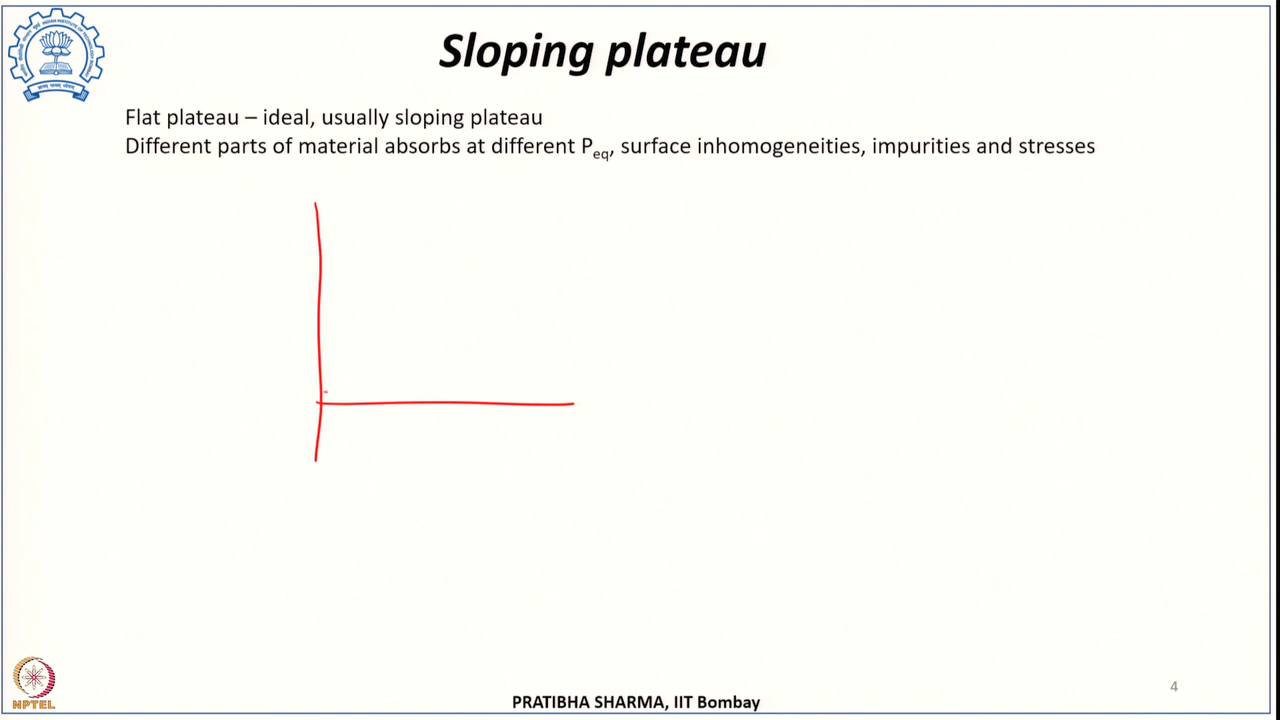 Sloping plateau
Flat plateau – ideal, usually sloping plateau
Different parts of material absorbs at different Peq, surface inhomogeneities, impurities and stresses
NPTEL
PRATIBHA SHARMA, IIT Bombay
4